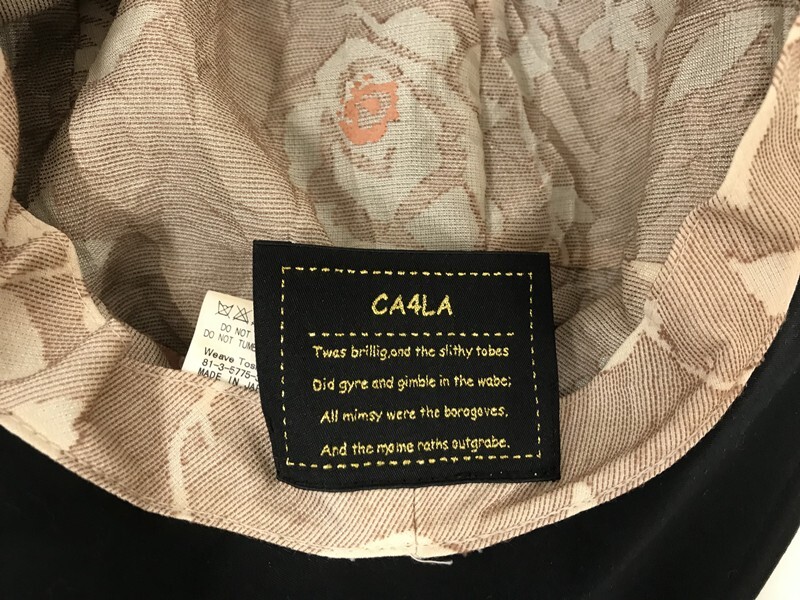 CA4LA
Twas brillig,and the slithy tobes
Did gyre and gimble in the wabe;
All mimsy were the borogoves,
And the mome raths outgrabe.
DO NOT
DO NOT TUM
Weave Tos
81-3-5775-
MADE IN JA